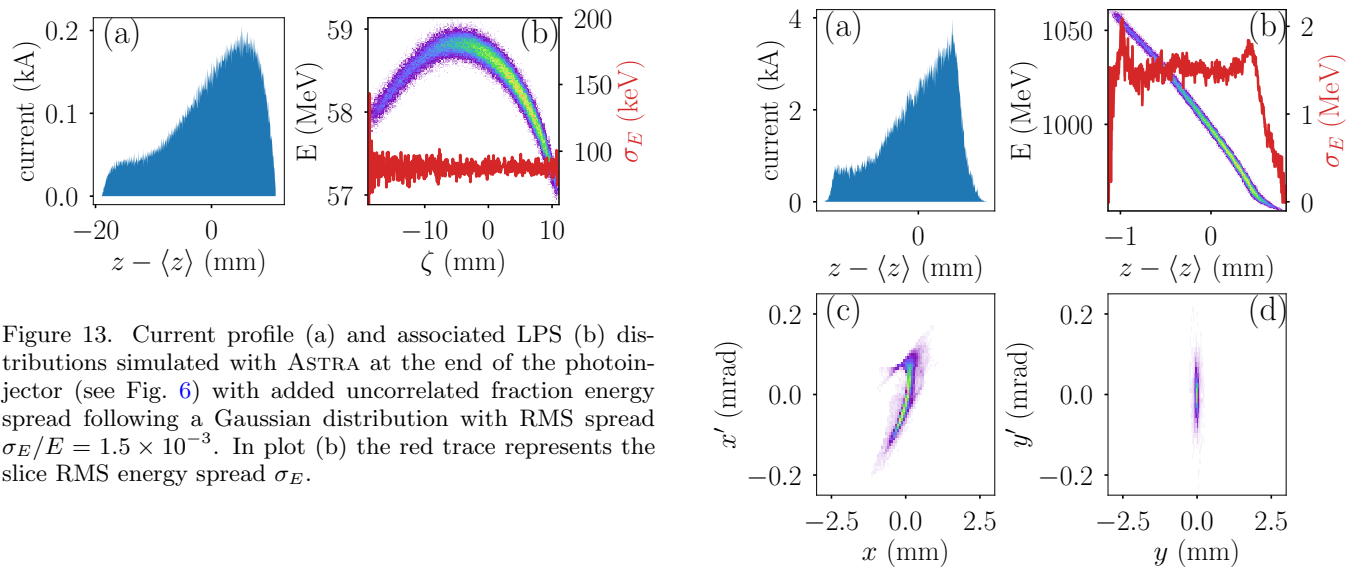 (a)
current (kA)
0.2
0.1
0.0
−20
0
z − ⟨z⟩ (mm)
(b)
E (MeV)
59
58
57
200
150
100
σ_E (keV)
−10
0
10
ζ (mm)
Figure 13. Current profile (a) and associated LPS (b) dis-
tributions simulated with ASTRA at the end of the photoin-
jector (see Fig. 6) with added uncorrelated fraction energy
spread following a Gaussian distribution with RMS spread
σ_E/E = 1.5 × 10⁻³. In plot (b) the red trace represents the
slice RMS energy spread σ_E.
(a)
current (kA)
4
2
0
0
z − ⟨z⟩ (mm)
(b)
E (MeV)
1050
1000
2
1
0
σ_E (MeV)
−1
0
z − ⟨z⟩ (mm)
(c)
x′ (mrad)
0.2
0.0
−0.2
−2.5
0.0
2.5
x (mm)
(d)
y′ (mrad)
0.2
0.0
−0.2
−2.5
0.0
2.5
y (mm)